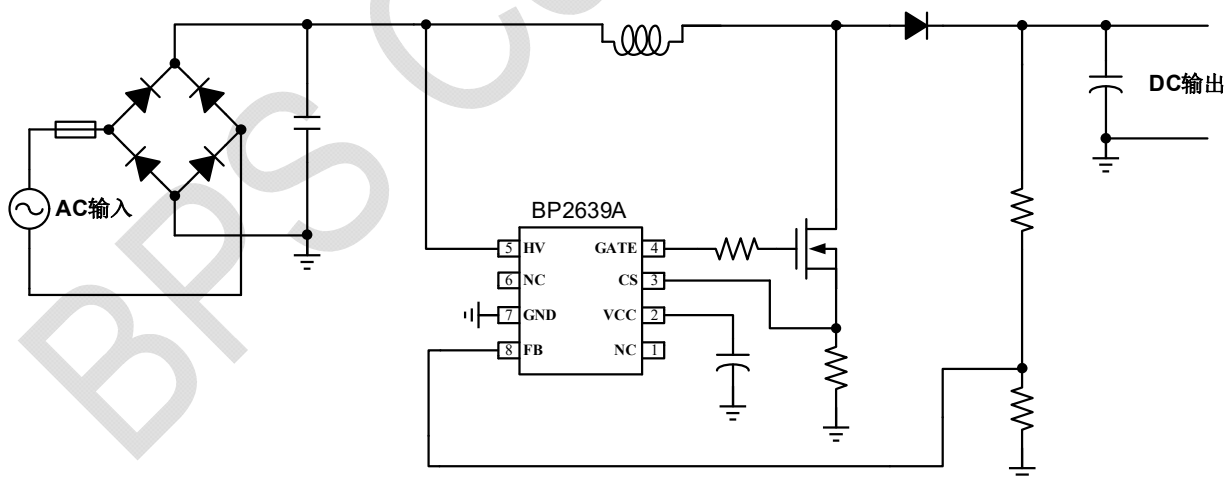 BPS Co
DC输出
AC输入
BP2639A
5 HV GATE 4
6 NC CS 3
7 GND VCC 2
8 FB NC 1